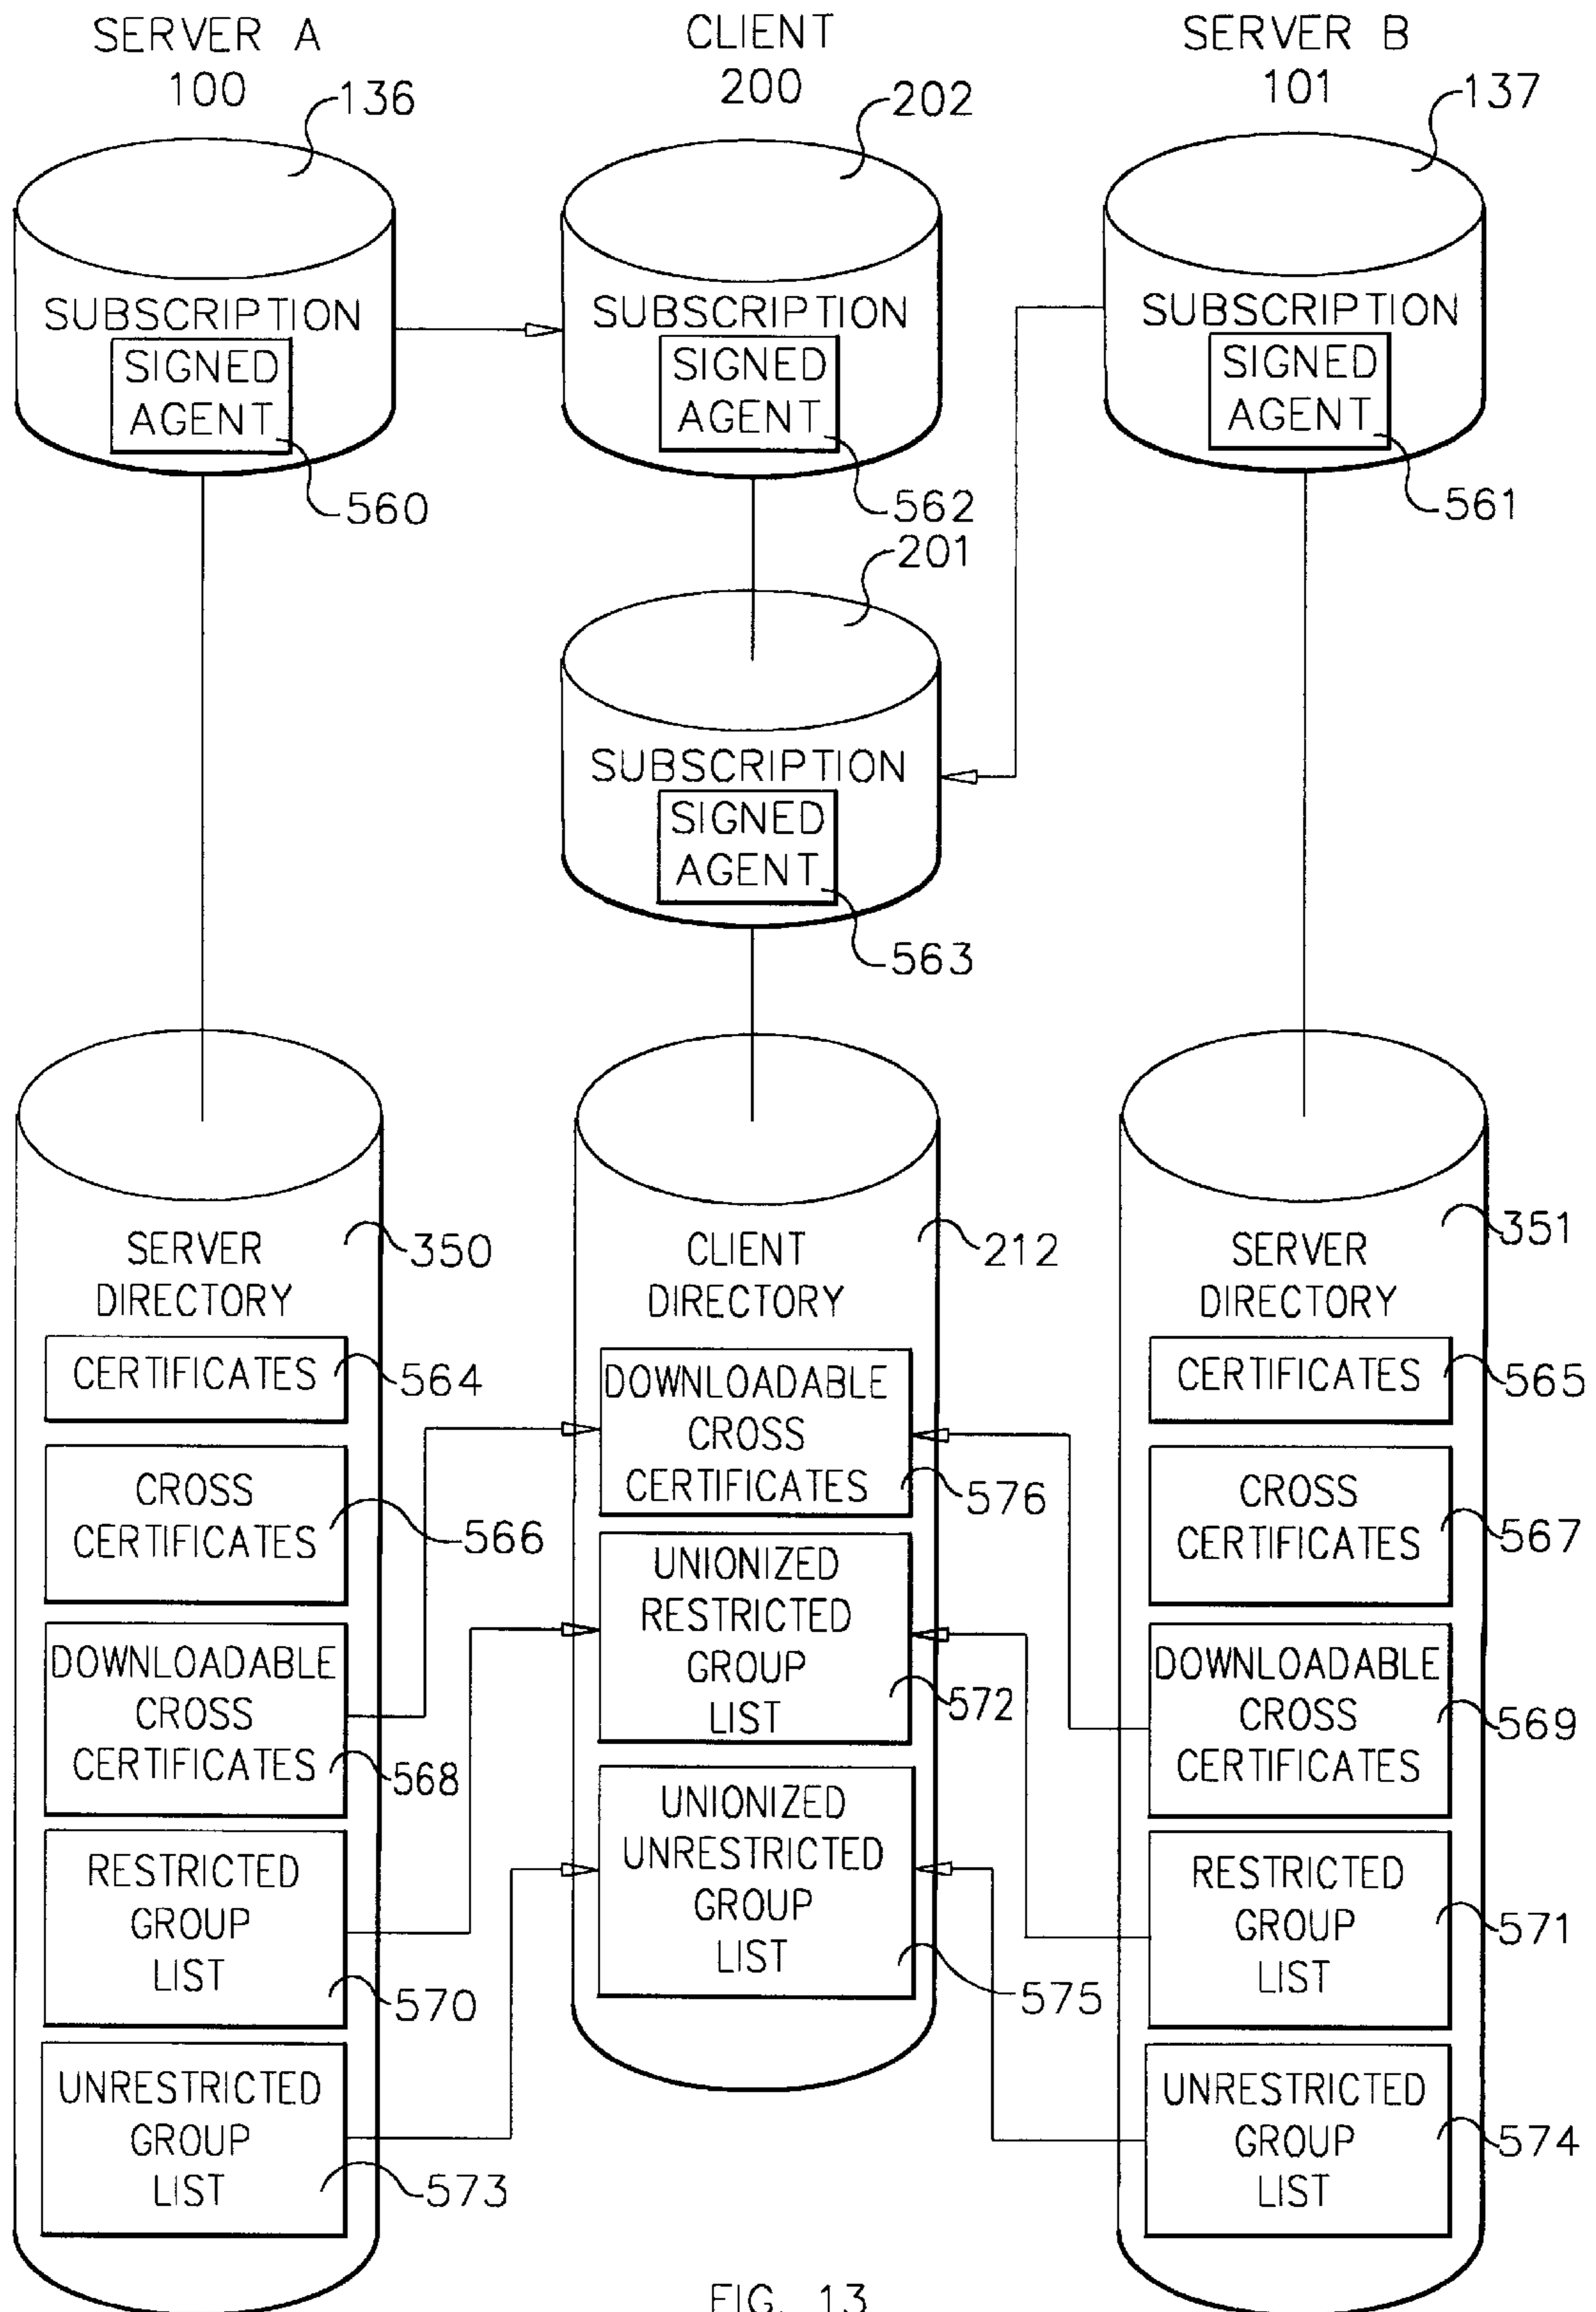 SERVER A
100
CLIENT
200
SERVER B
101
136
202
137
SUBSCRIPTION
SIGNED
AGENT
560
SUBSCRIPTION
SIGNED
AGENT
562
SUBSCRIPTION
SIGNED
AGENT
561
201
SUBSCRIPTION
SIGNED
AGENT
563
SERVER
DIRECTORY
350
CERTIFICATES
564
CROSS
CERTIFICATES
566
DOWNLOADABLE
CROSS
CERTIFICATES
568
RESTRICTED
GROUP
LIST
570
UNRESTRICTED
GROUP
LIST
573
CLIENT
DIRECTORY
212
DOWNLOADABLE
CROSS
CERTIFICATES
576
UNIONIZED
RESTRICTED
GROUP
LIST
572
UNIONIZED
UNRESTRICTED
GROUP
LIST
575
SERVER
DIRECTORY
351
CERTIFICATES
565
CROSS
CERTIFICATES
567
DOWNLOADABLE
CROSS
CERTIFICATES
569
RESTRICTED
GROUP
LIST
571
UNRESTRICTED
GROUP
LIST
574
FIG. 13